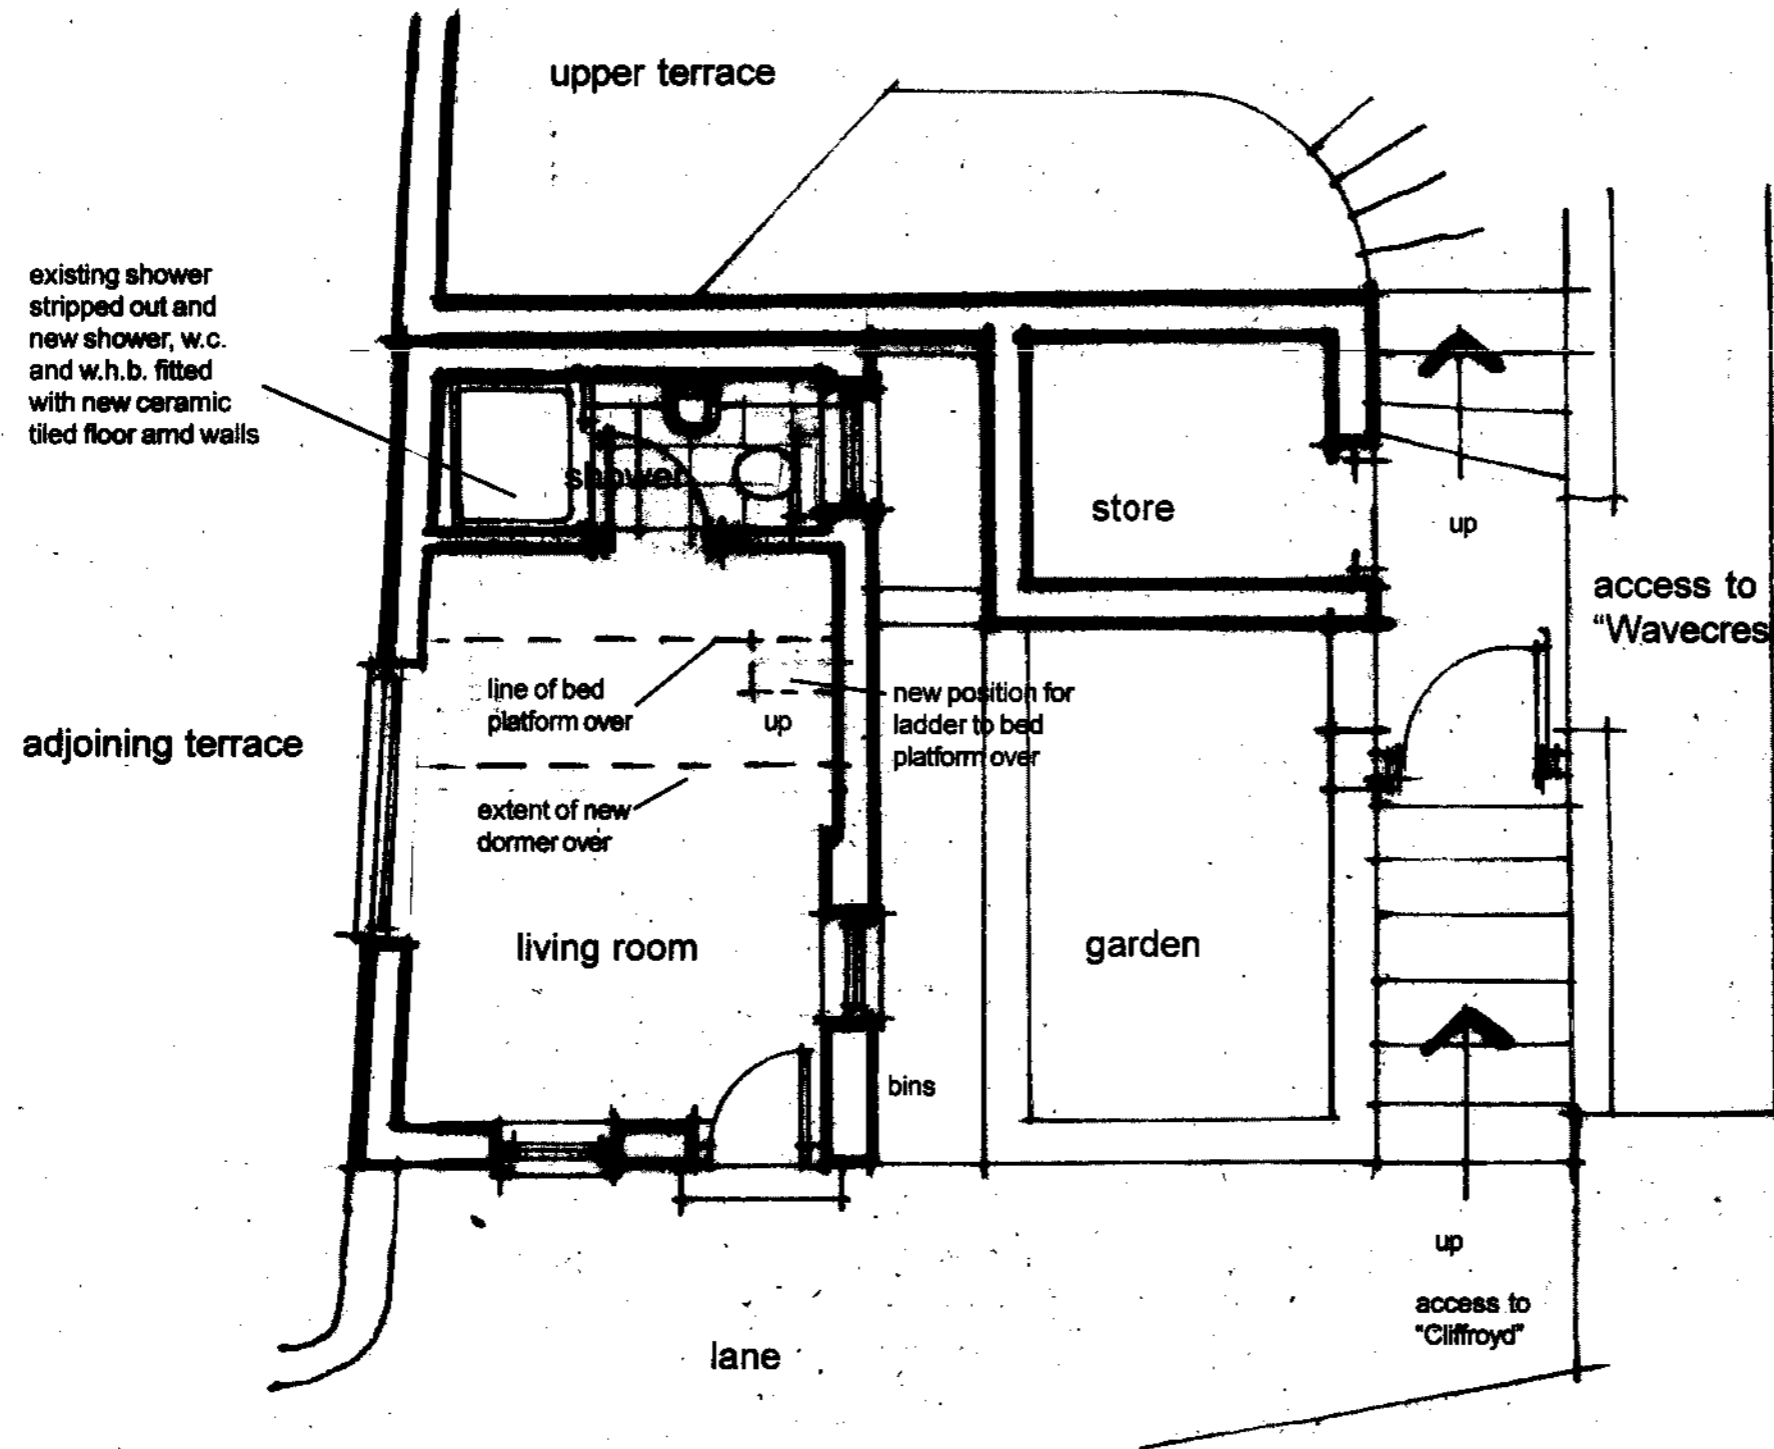 upper terrace
existing shower
stripped out and
new shower, w.c.
and w.h.b. fitted
with new ceramic
tiled floor amd walls
shower
store
up
access to
“Wavecres
line of bed
platform over
up
new position for
ladder to bed
platform over
adjoining terrace
extent of new
dormer over
living room
garden
bins
up
access to
“Cliffroyd”
lane